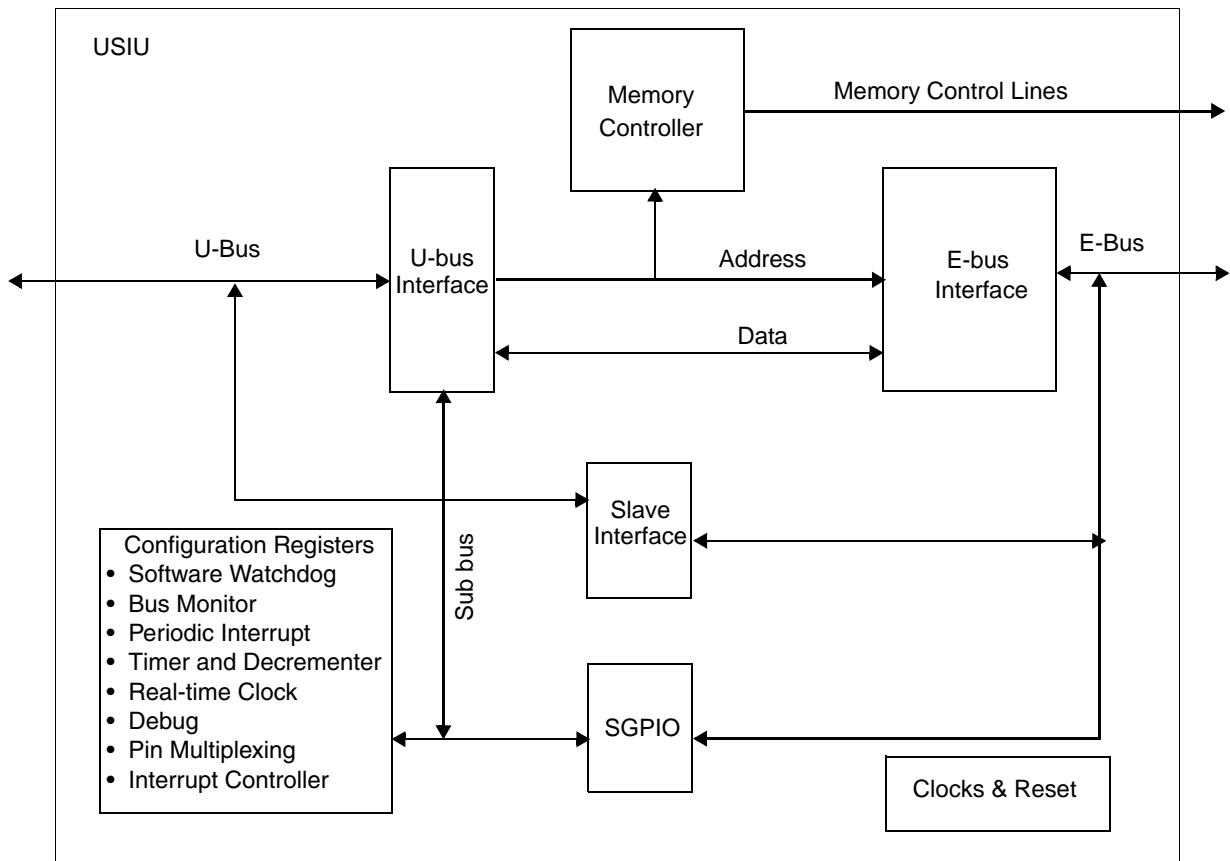 USIU
Memory
Controller
Memory Control Lines
U-Bus
U-bus
Interface
Address
E-bus
Interface
E-Bus
Data
Slave
Interface
Sub bus
Configuration Registers
• Software Watchdog
• Bus Monitor
• Periodic Interrupt
• Timer and Decrementer
• Real-time Clock
• Debug
• Pin Multiplexing
• Interrupt Controller
SGPIO
Clocks & Reset